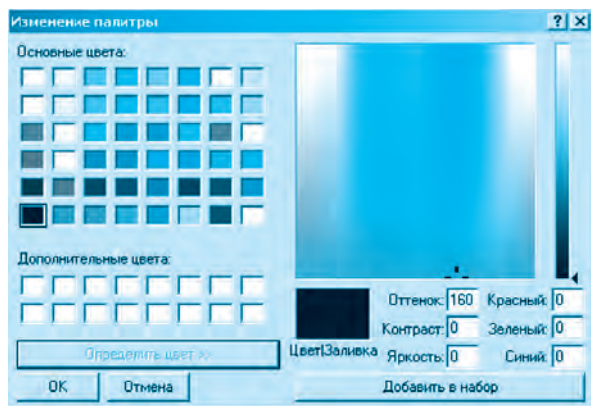 Изменение палитры
Основные цвета:
Дополнительные цвета:
Определить цвет >>
OK
Отмена
Цвет|Заливка
Оттенок: 160
Контраст: 0
Яркость: 0
Красный: 0
Зеленый: 0
Синий: 0
Добавить в набор